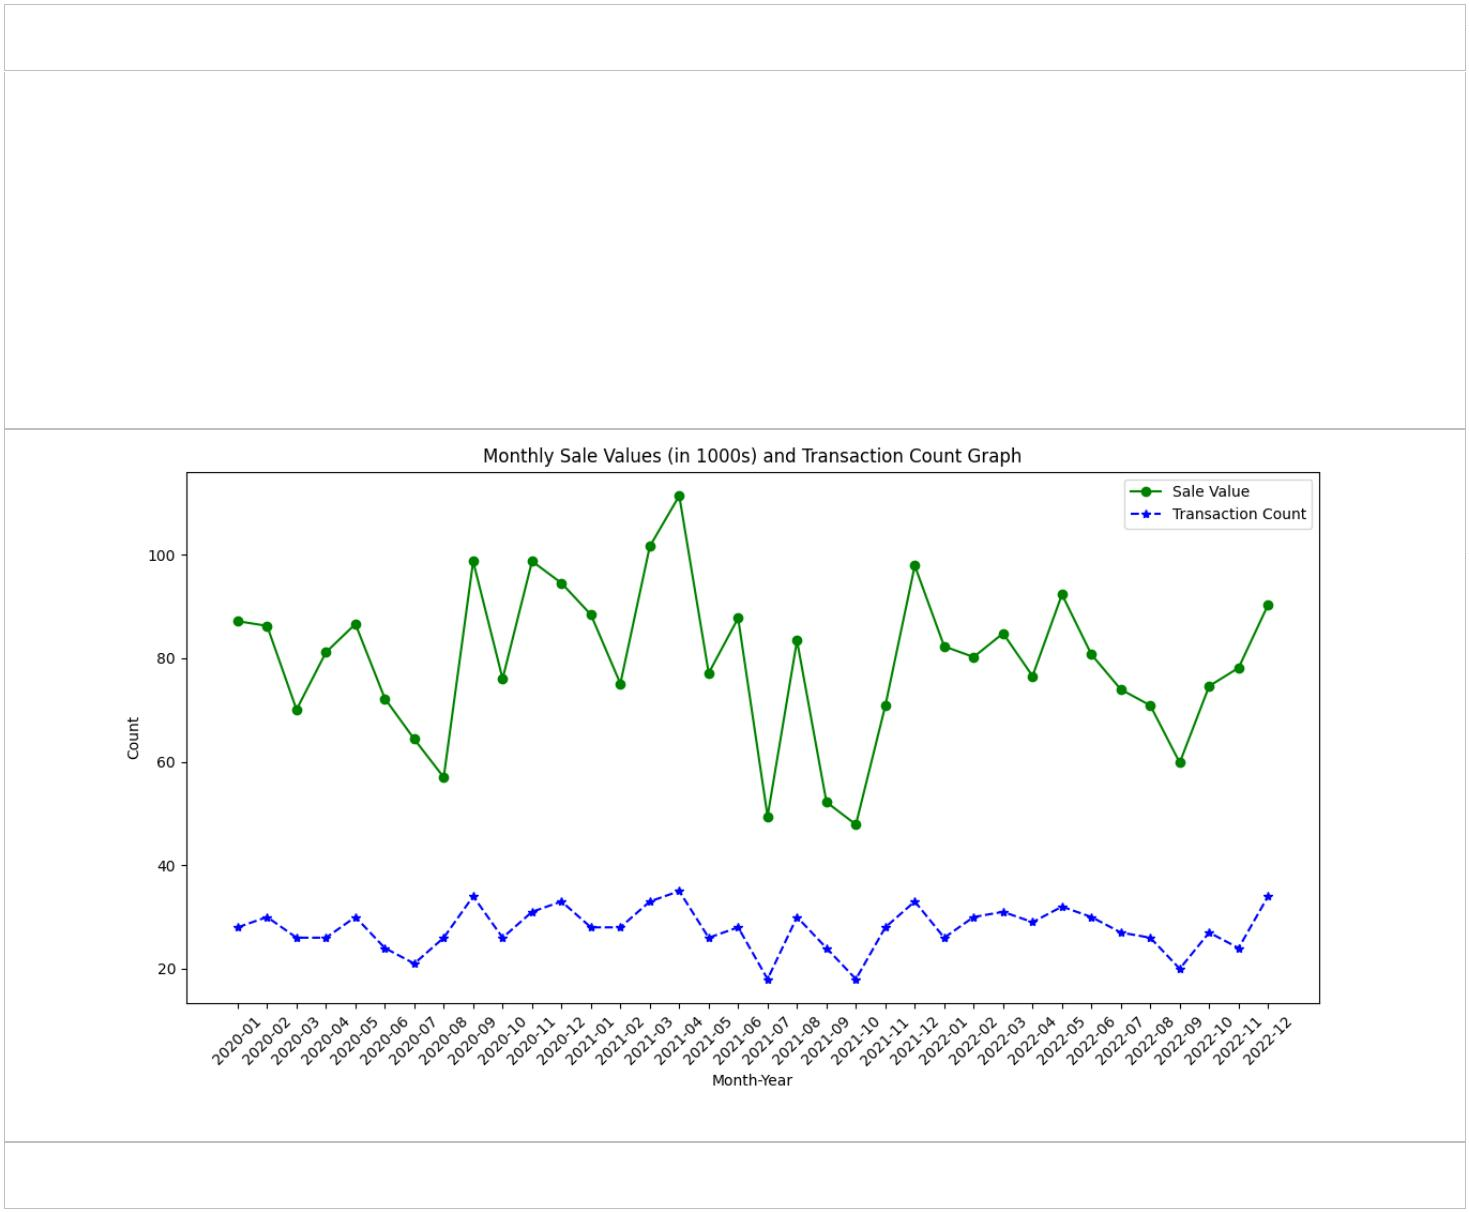 Monthly Sale Values (in 1000s) and Transaction Count Graph
Sale Value
Transaction Count
100
80
60
40
20
Count
2020-01 2020-02 2020-03 2020-04 2020-05 2020-06 2020-07 2020-08 2020-09 2020-10 2020-11 2020-12 2021-01 2021-02 2021-03 2021-04 2021-05 2021-06 2021-07 2021-08 2021-09 2021-10 2021-11 2021-12 2022-01 2022-02 2022-03 2022-04 2022-05 2022-06 2022-07 2022-08 2022-09 2022-10 2022-11 2022-12
Month-Year